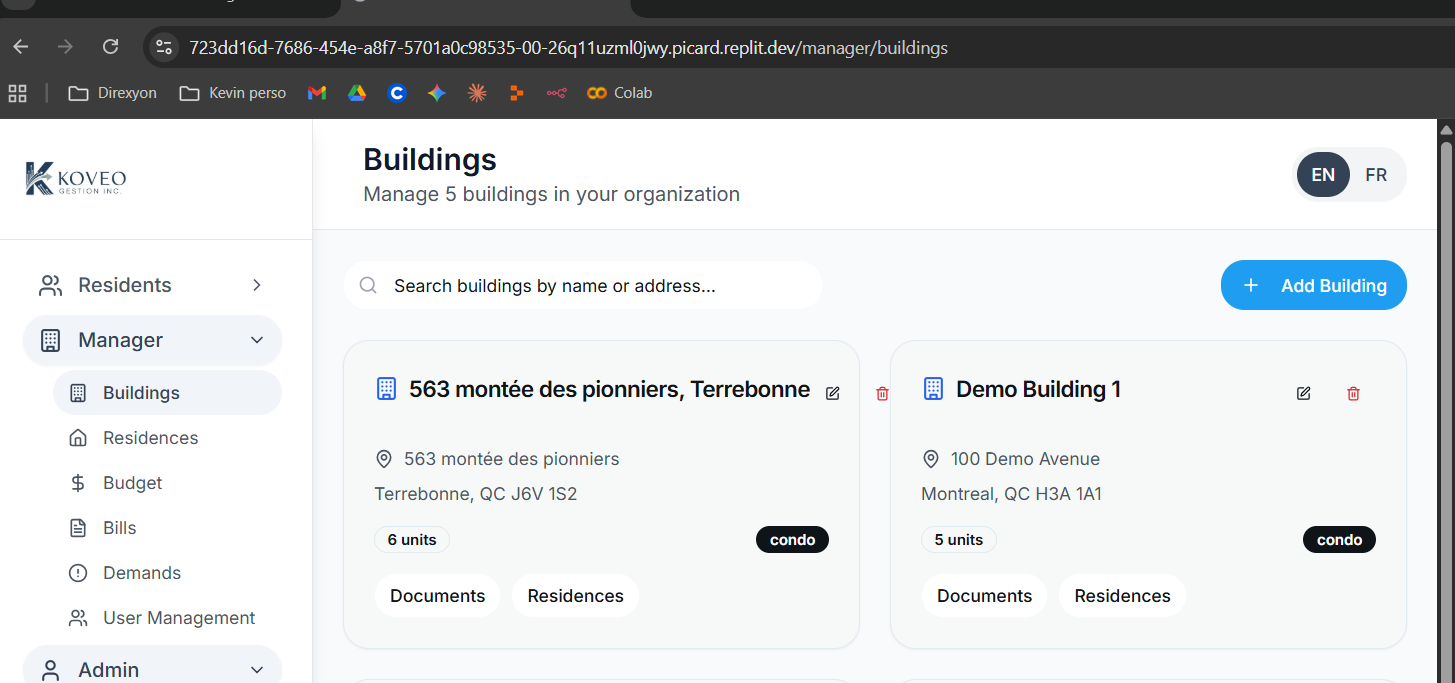 723dd16d-7686-454e-a8f7-5701a0c98535-00-26q11uzml0jwy.picard.replit.dev/manager/buildings
Direxyon
Kevin perso
Colab
KOVEO
GESTION INC.
Buildings
Manage 5 buildings in your organization
EN FR
Residents
Manager
Buildings
Residences
Budget
Bills
Demands
User Management
Admin
Search buildings by name or address...
+ Add Building
563 montée des pionniers, Terrebonne
563 montée des pionniers
Terrebonne, QC J6V 1S2
6 units condo
Documents Residences
Demo Building 1
100 Demo Avenue
Montreal, QC H3A 1A1
5 units condo
Documents Residences